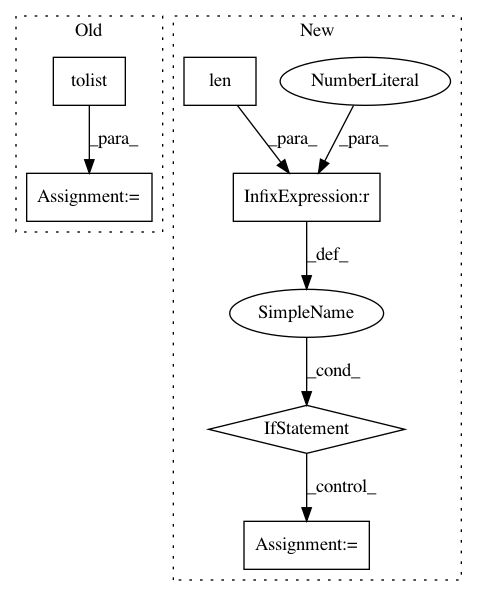 Old
New
tolist
len
NumberLiteral
_para_
_para_
_para_
Assignment:=
InfixExpression:r
_def_
SimpleName
_cond_
IfStatement
_control_
Assignment:=